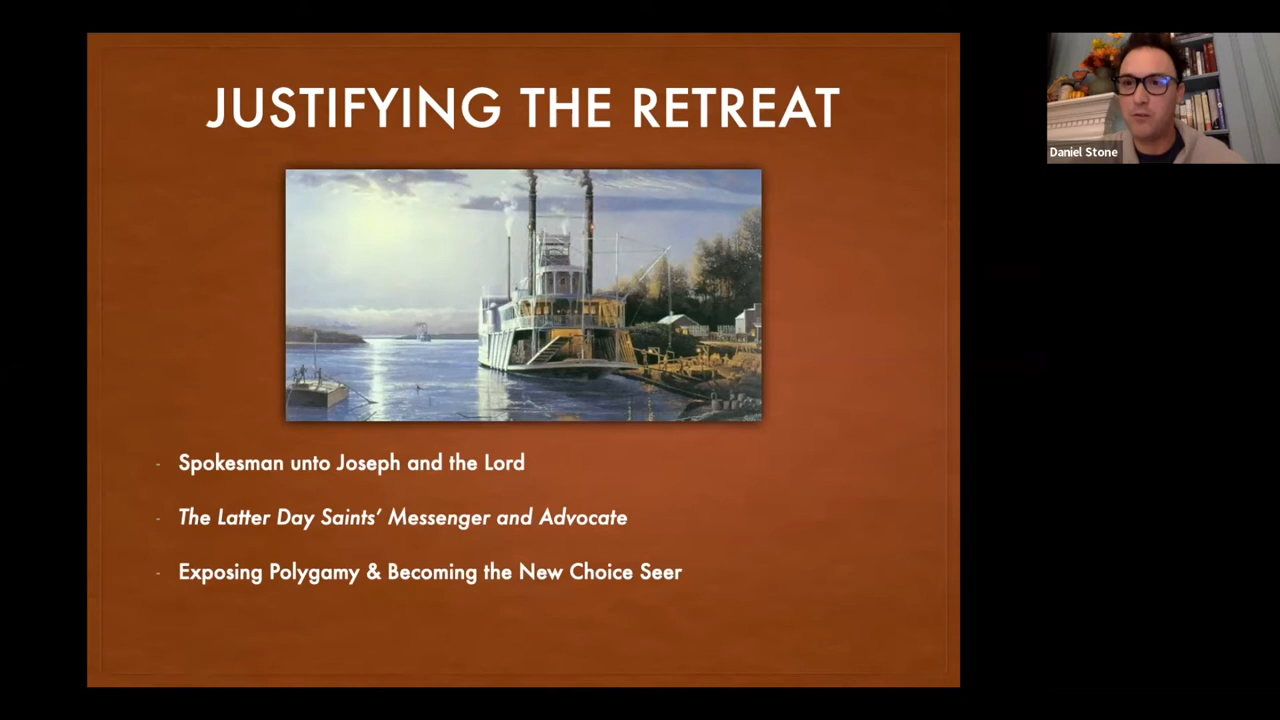 JUSTIFYING THE RETREAT
- Spokesman unto Joseph and the Lord
- The Latter Day Saints' Messenger and Advocate
- Exposing Polygamy & Becoming the New Choice Seer
Daniel Stone